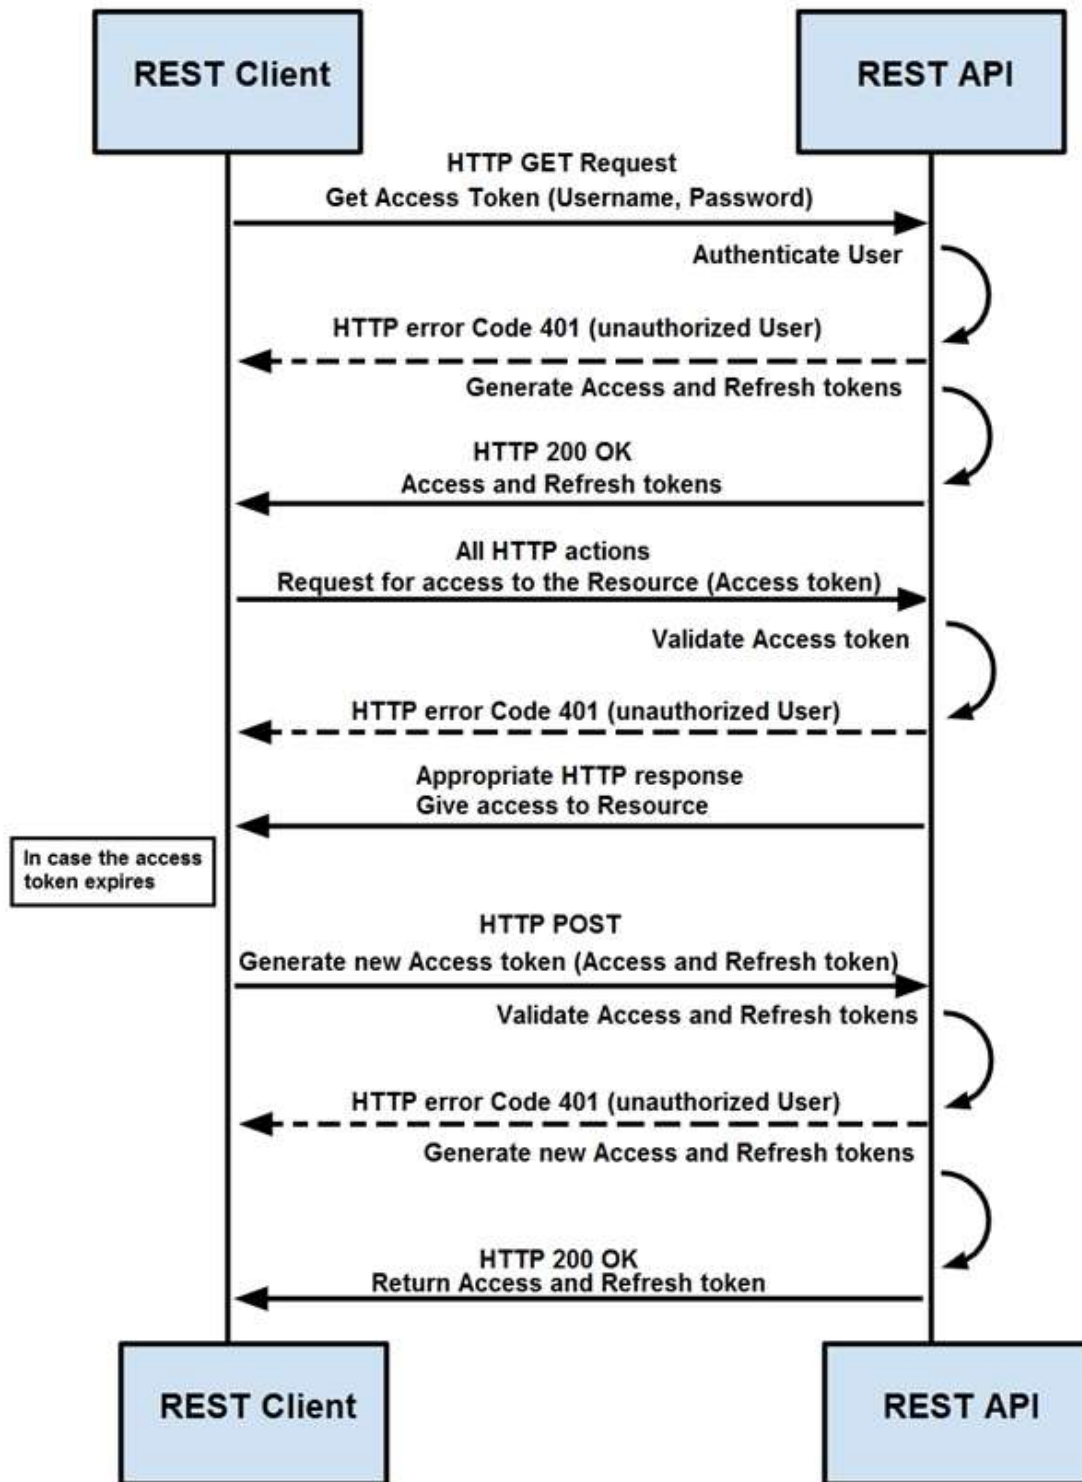 REST Client
REST API
HTTP GET Request
Get Access Token (Username, Password)
Authenticate User
HTTP error Code 401 (unauthorized User)
Generate Access and Refresh tokens
HTTP 200 OK
Access and Refresh tokens
All HTTP actions
Request for access to the Resource (Access token)
Validate Access token
HTTP error Code 401 (unauthorized User)
Appropriate HTTP response
Give access to Resource
In case the access
token expires
HTTP POST
Generate new Access token (Access and Refresh token)
Validate Access and Refresh tokens
HTTP error Code 401 (unauthorized User)
Generate new Access and Refresh tokens
HTTP 200 OK
Return Access and Refresh token
REST Client
REST API